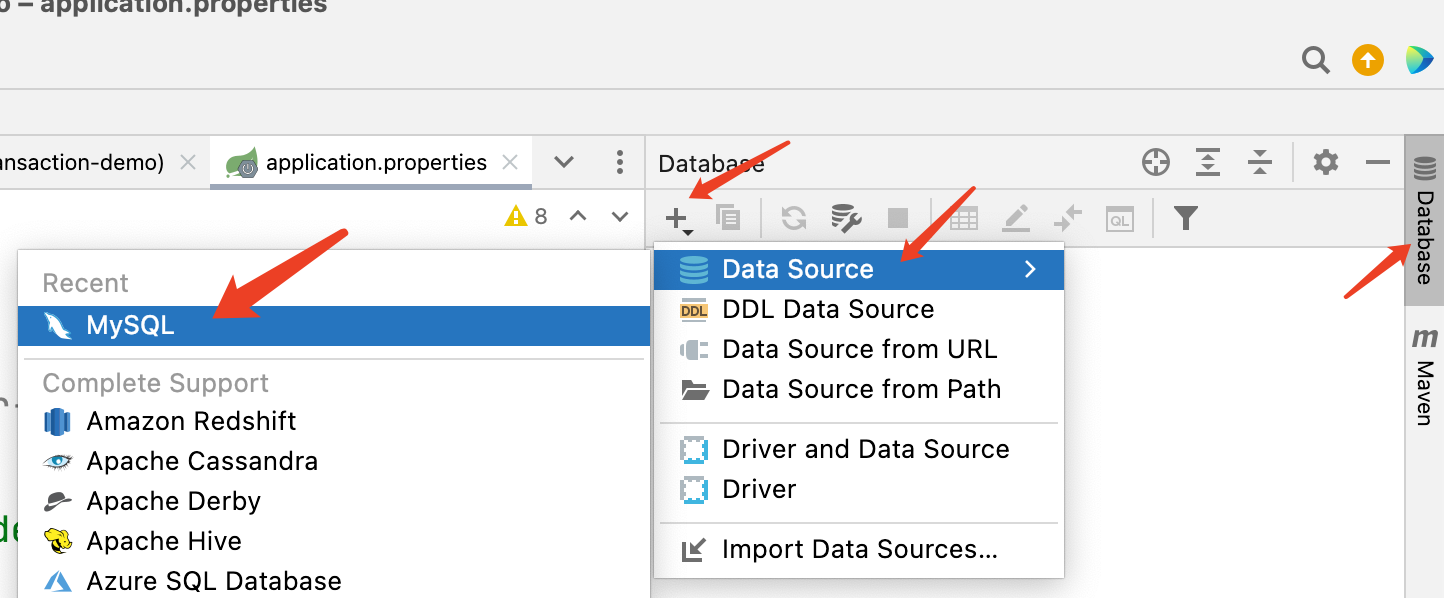 – application.properties
ansaction-demo)
application.properties
Database
8
QL
Recent
MySQL
Complete Support
Amazon Redshift
Apache Cassandra
Apache Derby
Apache Hive
Azure SQL Database
Data Source
DDL
DDL Data Source
Data Source from URL
Data Source from Path
Driver and Data Source
Driver
Import Data Sources...
Database
m
Maven